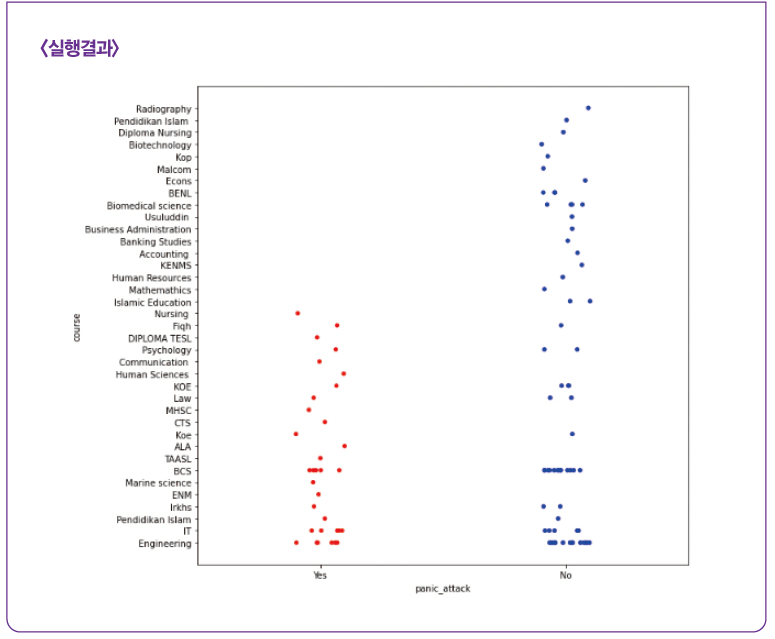 〈실행결과〉
Radiography
Pendidikan Islam
Diploma Nursing
Biotechnology
Kop
Malcom
Econs
BENL
Biomedical science
Usuluddin
Business Administration
Banking Studies
Accounting
KENMS
Human Resources
Mathemathics
Islamic Education
Nursing
Fiqh
DIPLOMA TESL
Psychology
Communication
Human Sciences
KOE
Law
MHSC
CTS
Koe
ALA
TAASL
BCS
Marine science
ENM
Irkhs
Pendidikan Islam
IT
Engineering
course
Yes No
panic_attack